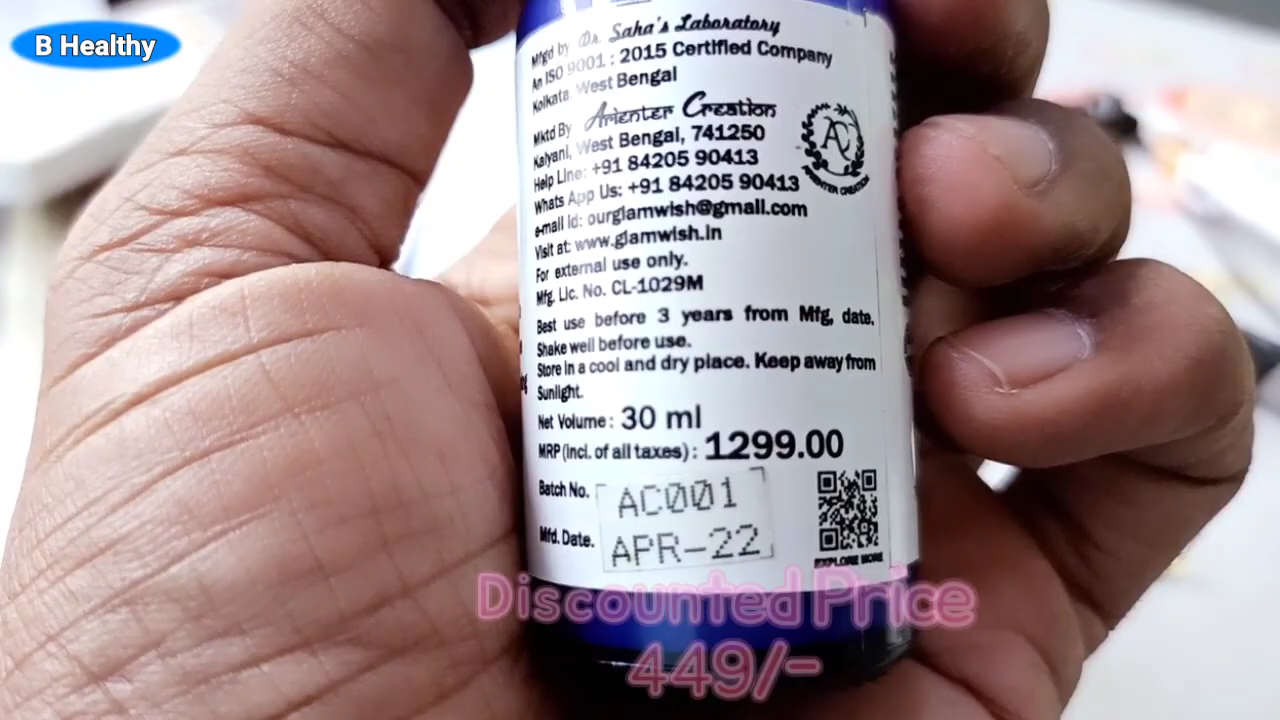 B Healthy
Mfgd by Dr. Saha's Laboratory
An ISO 9001 : 2015 Certified Company
Kolkata, West Bengal
Mktd By Arienter Creation
Kalyani, West Bengal, 741250
Help Line: +91 84205 90413
Whats App Us: +91 84205 90413
e-mail id: ourglamwish@gmail.com
Visit at: www.glamwish.in
For external use only.
Mfg. Lic. No. CL-1029M
AC
ARIENTER CREATION
Best use before 3 years from Mfg, date.
Shake well before use.
Store in a cool and dry place. Keep away from
Sunlight.
Net Volume : 30 ml
MRP (Incl. of all taxes) : 1299.00
Batch No. AC001
Mfd. Date. APR-22
EXPLORE MORE
Discounted Price
449/-